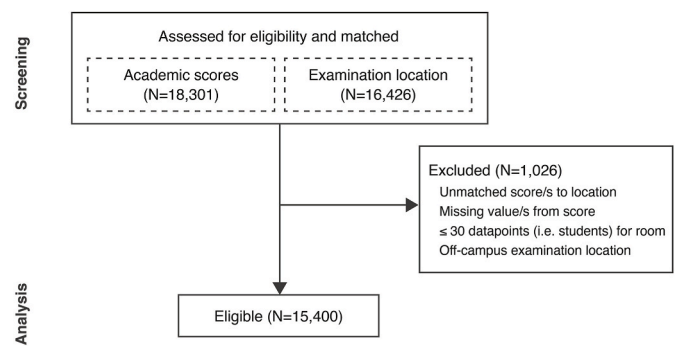 Screening
Assessed for eligibility and matched
Academic scores
(N=18,301)
Examination location
(N=16,426)
Excluded (N=1,026)
Unmatched score/s to location
Missing value/s from score
≤ 30 datapoints (i.e. students) for room
Off-campus examination location
Analysis
Eligible (N=15,400)